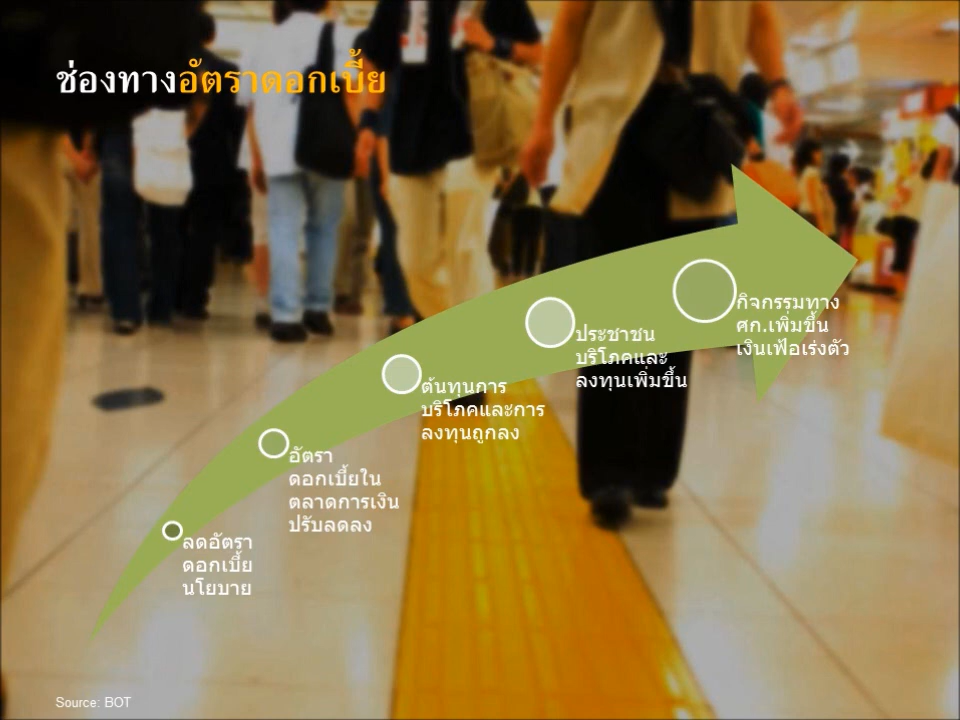 ช่องทางอัตราดอกเบี้ย
กิจกรรมทาง
ศก.เพิ่มขึ้น
เงินเฟ้อเร่งตัว
ประชาชน
บริโภคและ
ลงทุนเพิ่มขึ้น
ต้นทุนการ
บริโภคและการ
ลงทุนถูกลง
อัตรา
ดอกเบี้ยใน
ตลาดการเงิน
ปรับลดลง
ลดอัตรา
ดอกเบี้ย
นโยบาย
Source: BOT